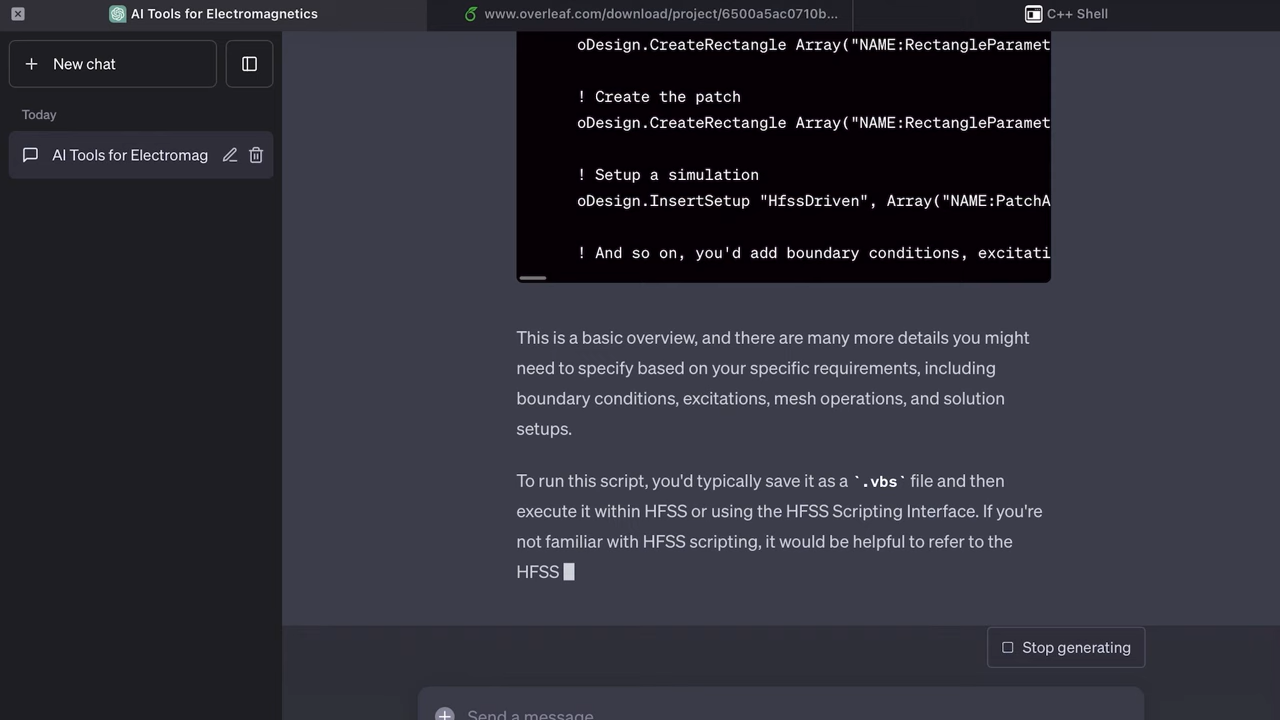 AI Tools for Electromagnetics
www.overleaf.com/download/project/6500a5ac0710b...
C++ Shell
New chat
Today
AI Tools for Electromag
oDesign.CreateRectangle Array("NAME:RectangleParamet
! Create the patch
oDesign.CreateRectangle Array("NAME:RectangleParamet
! Setup a simulation
oDesign.InsertSetup "HfssDriven", Array("NAME:PatchA
! And so on, you'd add boundary conditions, excitati
This is a basic overview, and there are many more details you might
need to specify based on your specific requirements, including
boundary conditions, excitations, mesh operations, and solution
setups.
To run this script, you'd typically save it as a `.vbs` file and then
execute it within HFSS or using the HFSS Scripting Interface. If you're
not familiar with HFSS scripting, it would be helpful to refer to the
HFSS
Stop generating
Send a message